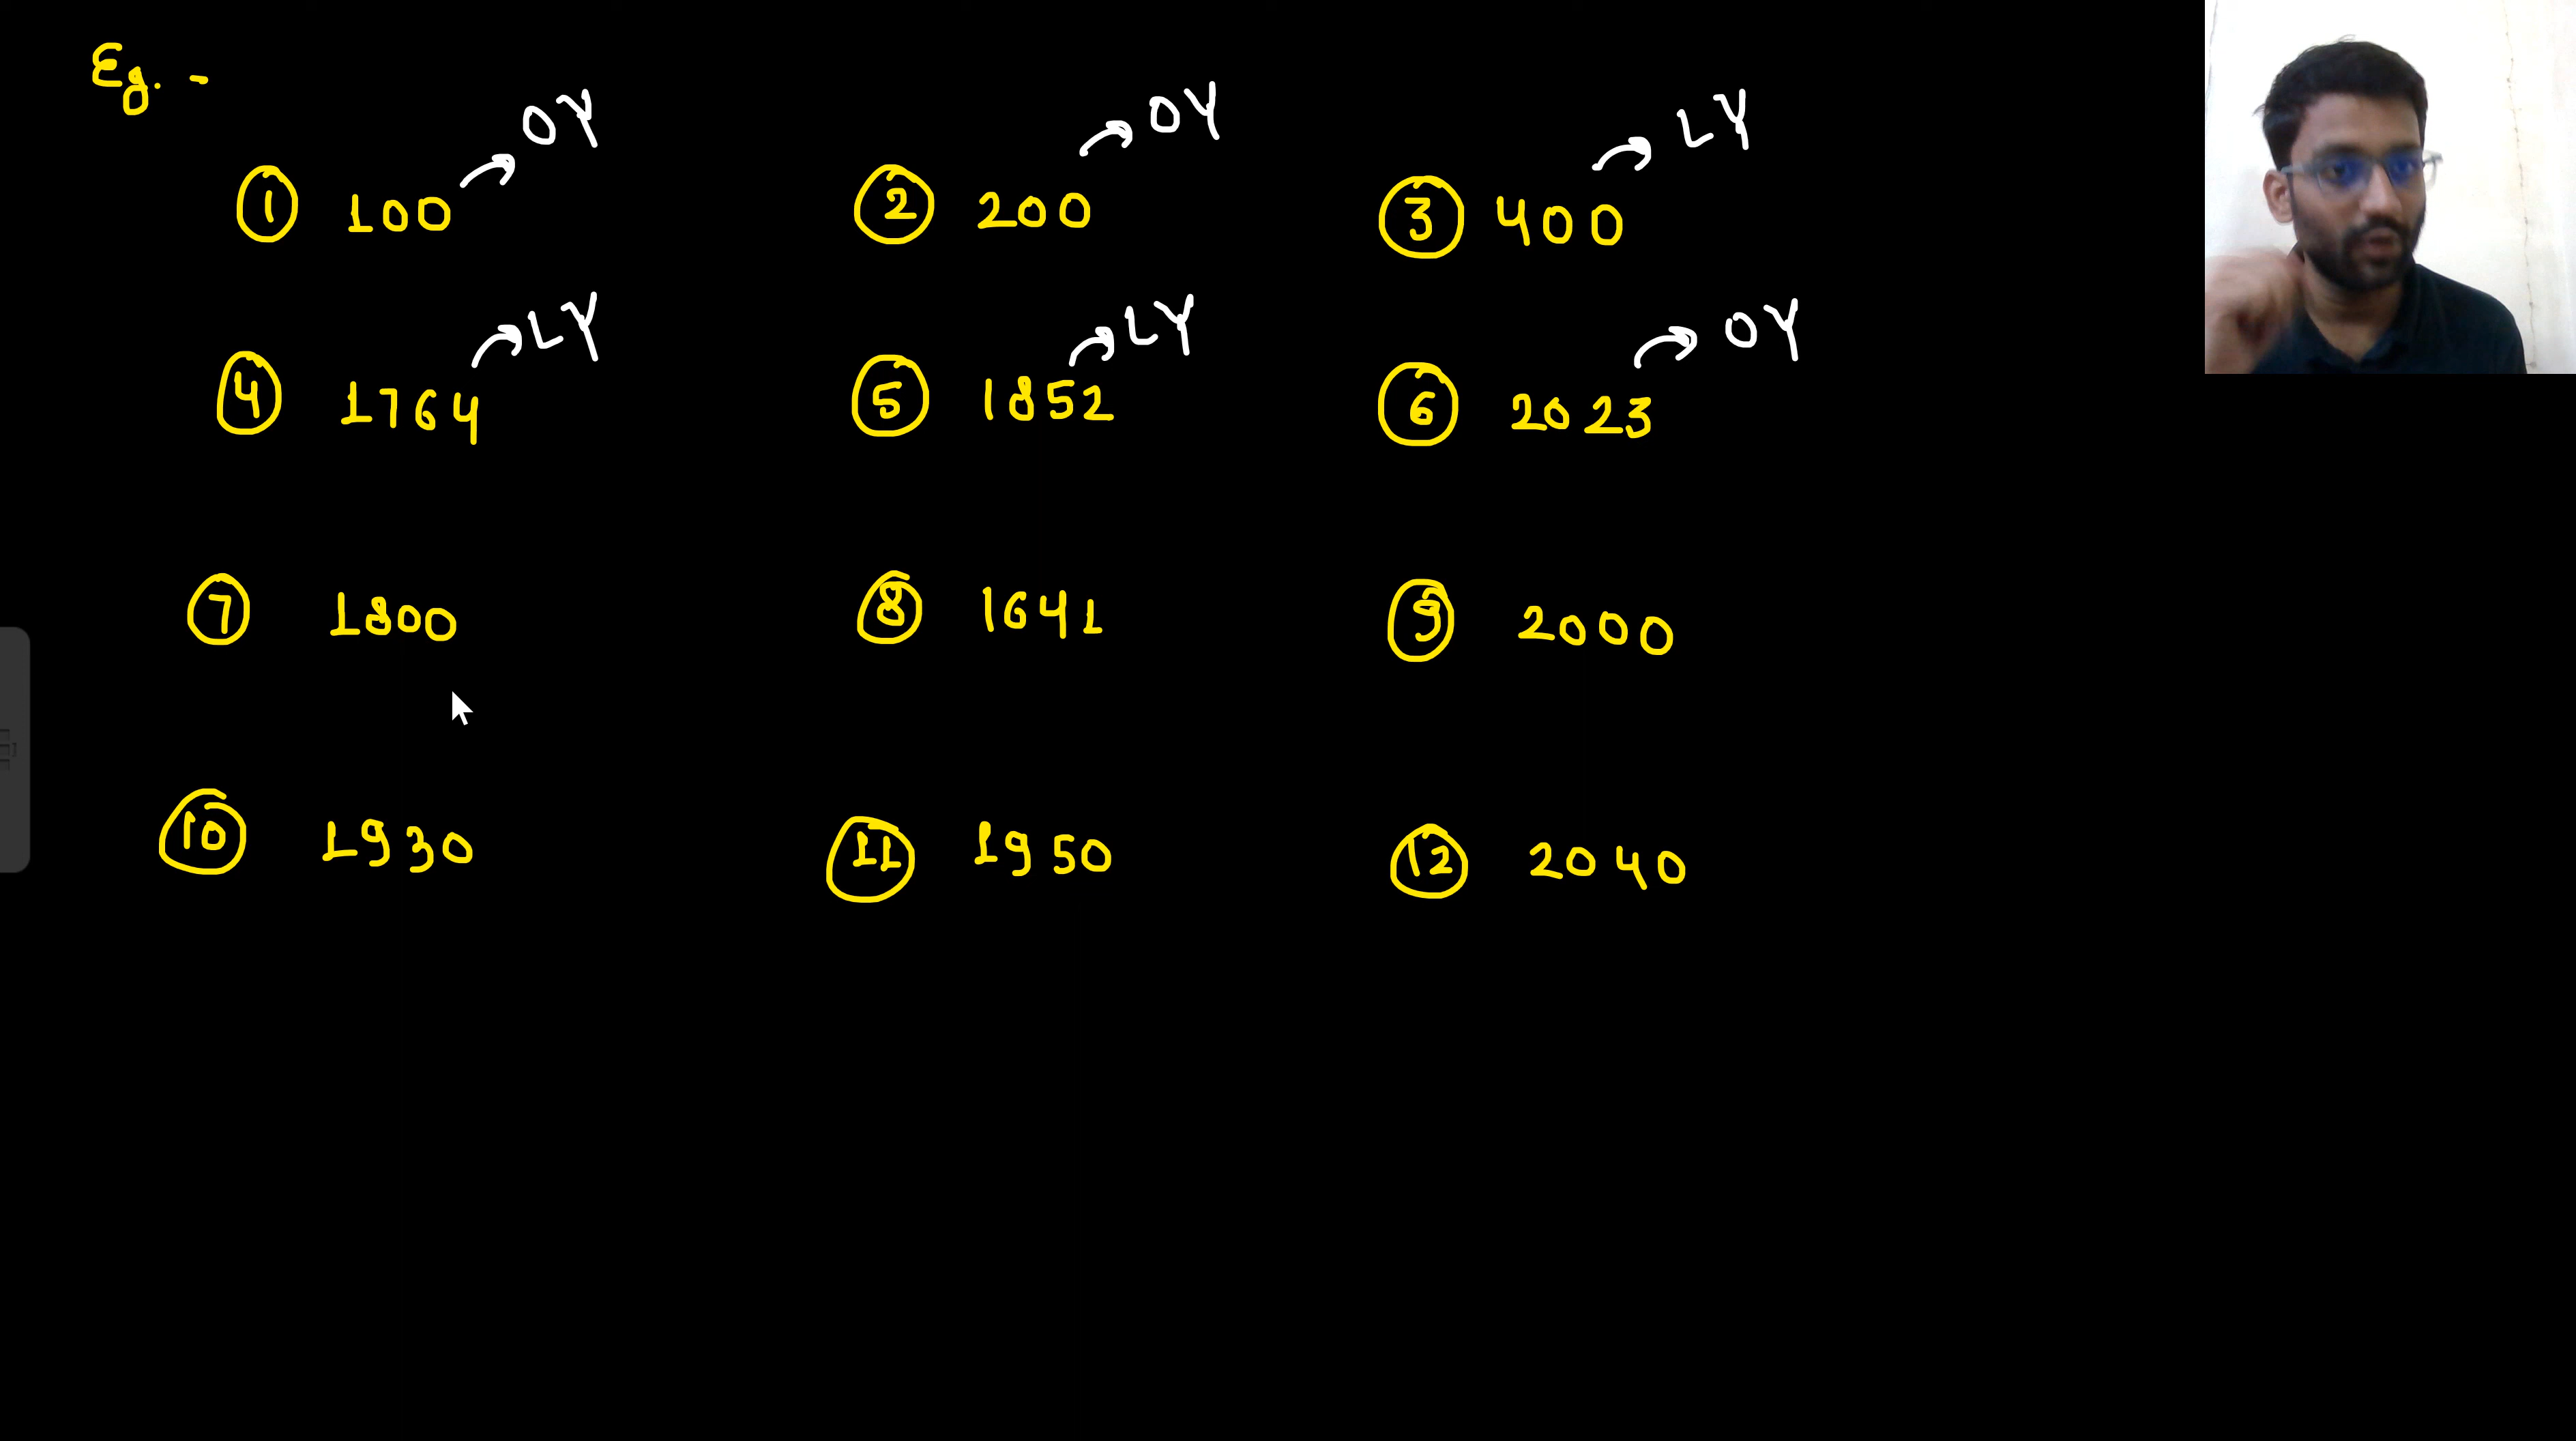 Eg. -
① 100 → OY ② 200 → OY ③ 400 → LY
④ 1764 → LY ⑤ 1852 → LY ⑥ 2023 → OY
⑦ 1800 ⑧ 1641 ⑨ 2000
⑩ 1930 ⑪ 1950 ⑫ 2040